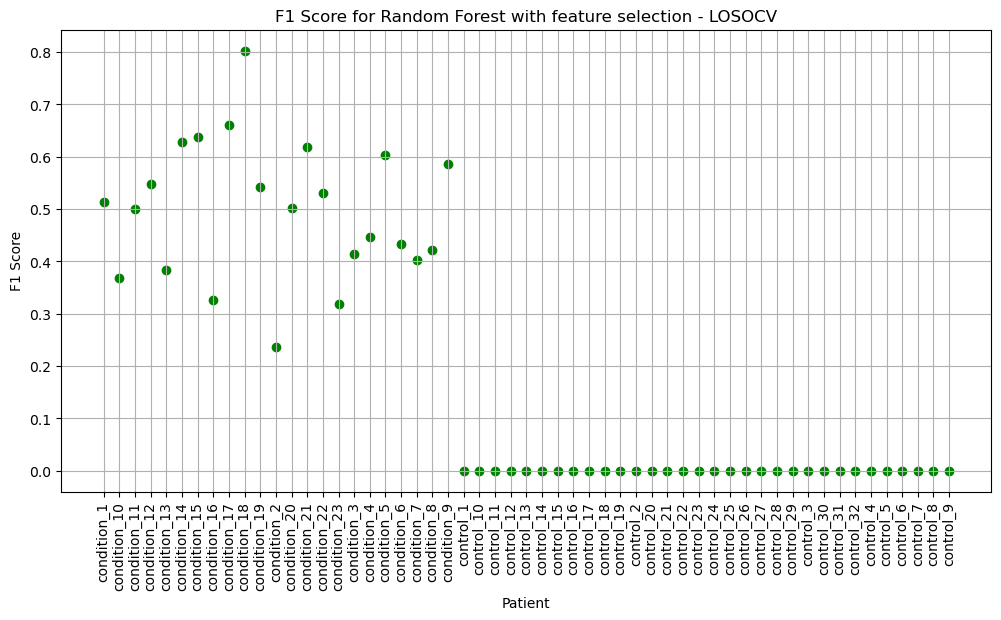 F1 Score for Random Forest with feature selection - LOSOCV
F1 Score
0.8
0.7
0.6
0.5
0.4
0.3
0.2
0.1
0.0
condition_1
condition_10
condition_11
condition_12
condition_13
condition_14
condition_15
condition_16
condition_17
condition_18
condition_19
condition_2
condition_20
condition_21
condition_22
condition_23
condition_3
condition_4
condition_5
condition_6
condition_7
condition_8
condition_9
control_1
control_10
control_11
control_12
control_13
control_14
control_15
control_16
control_17
control_18
control_19
control_2
control_20
control_21
control_22
control_23
control_24
control_25
control_26
control_27
control_28
control_29
control_3
control_30
control_31
control_32
control_4
control_5
control_6
control_7
control_8
control_9
Patient